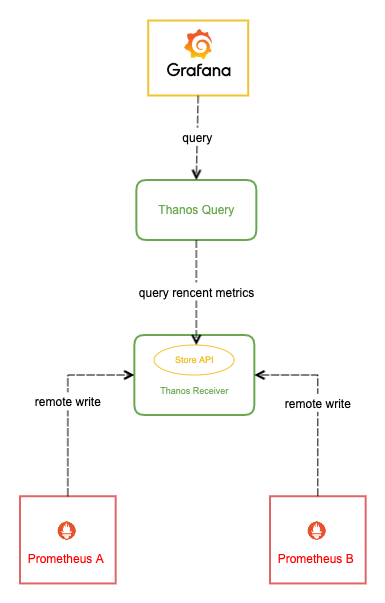 Grafana
query
Thanos Query
query rencent metrics
Store API
Thanos Receiver
remote write
remote write
Prometheus A
Prometheus B